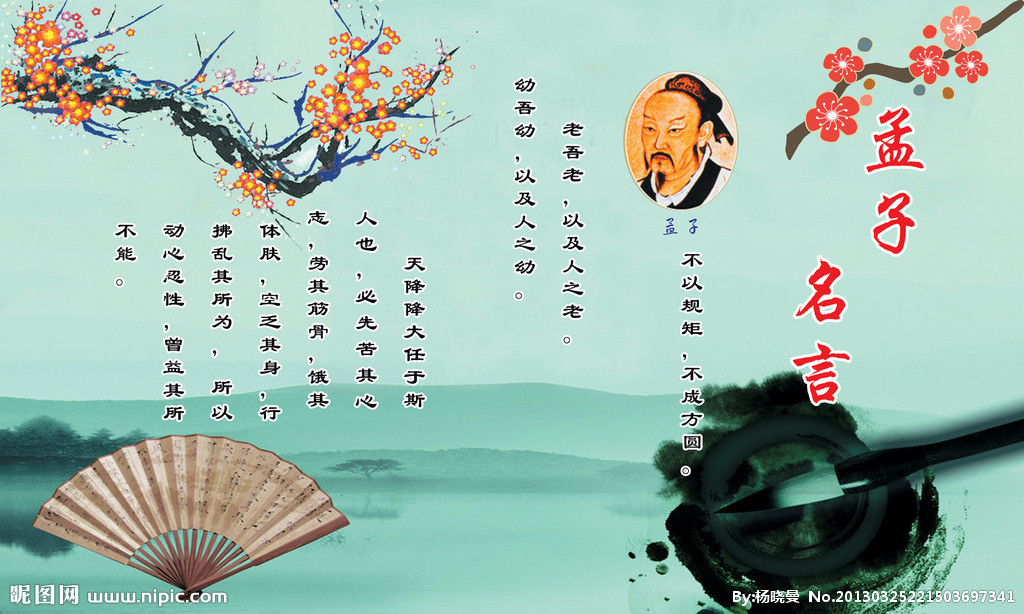 孟子
名言
孟子
不以规矩,不成方圆。
老吾老,以及人之老。
幼吾幼,以及人之幼。
天降降大任于斯
人也,必先苦其心
志,劳其筋骨,饿其
体肤,空乏其身,行
拂乱其所为,所以
动心忍性,曾益其所
不能。
昵图网 www.nipic.com
By:杨晓旻 No.20130325221503697341